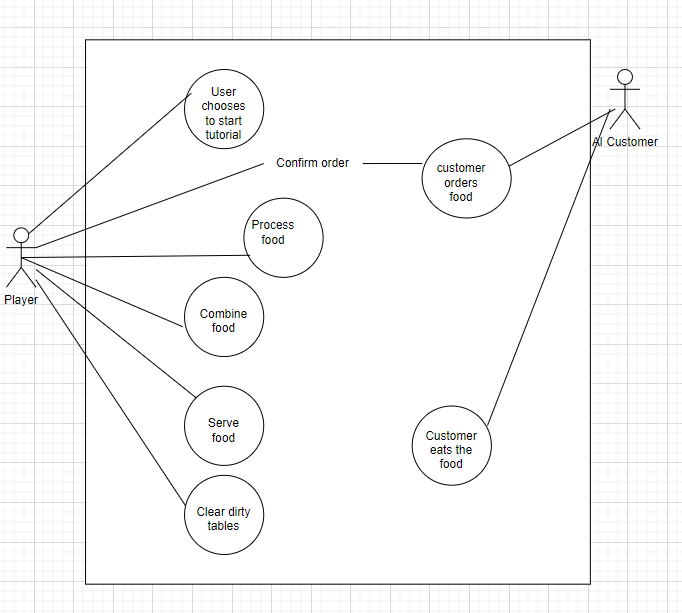 User
chooses
to start
tutorial
AI Customer
Confirm order
customer
orders
food
Process
food
Player
Combine
food
Serve
food
Customer
eats the
food
Clear dirty
tables